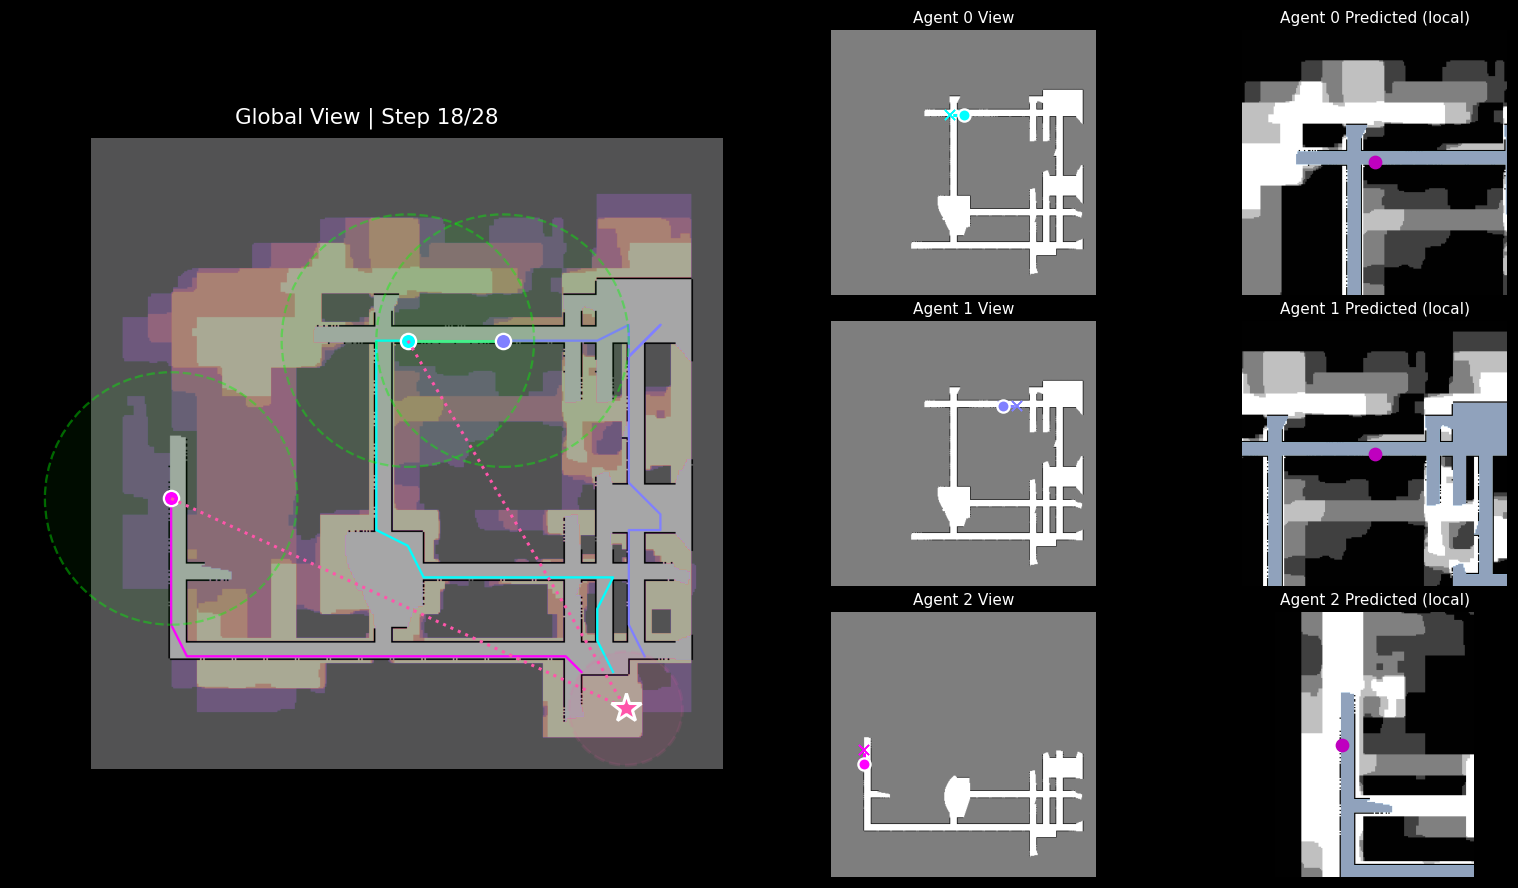 Global View | Step 18/28
Agent 0 View
Agent 0 Predicted (local)
Agent 1 View
Agent 1 Predicted (local)
Agent 2 View
Agent 2 Predicted (local)